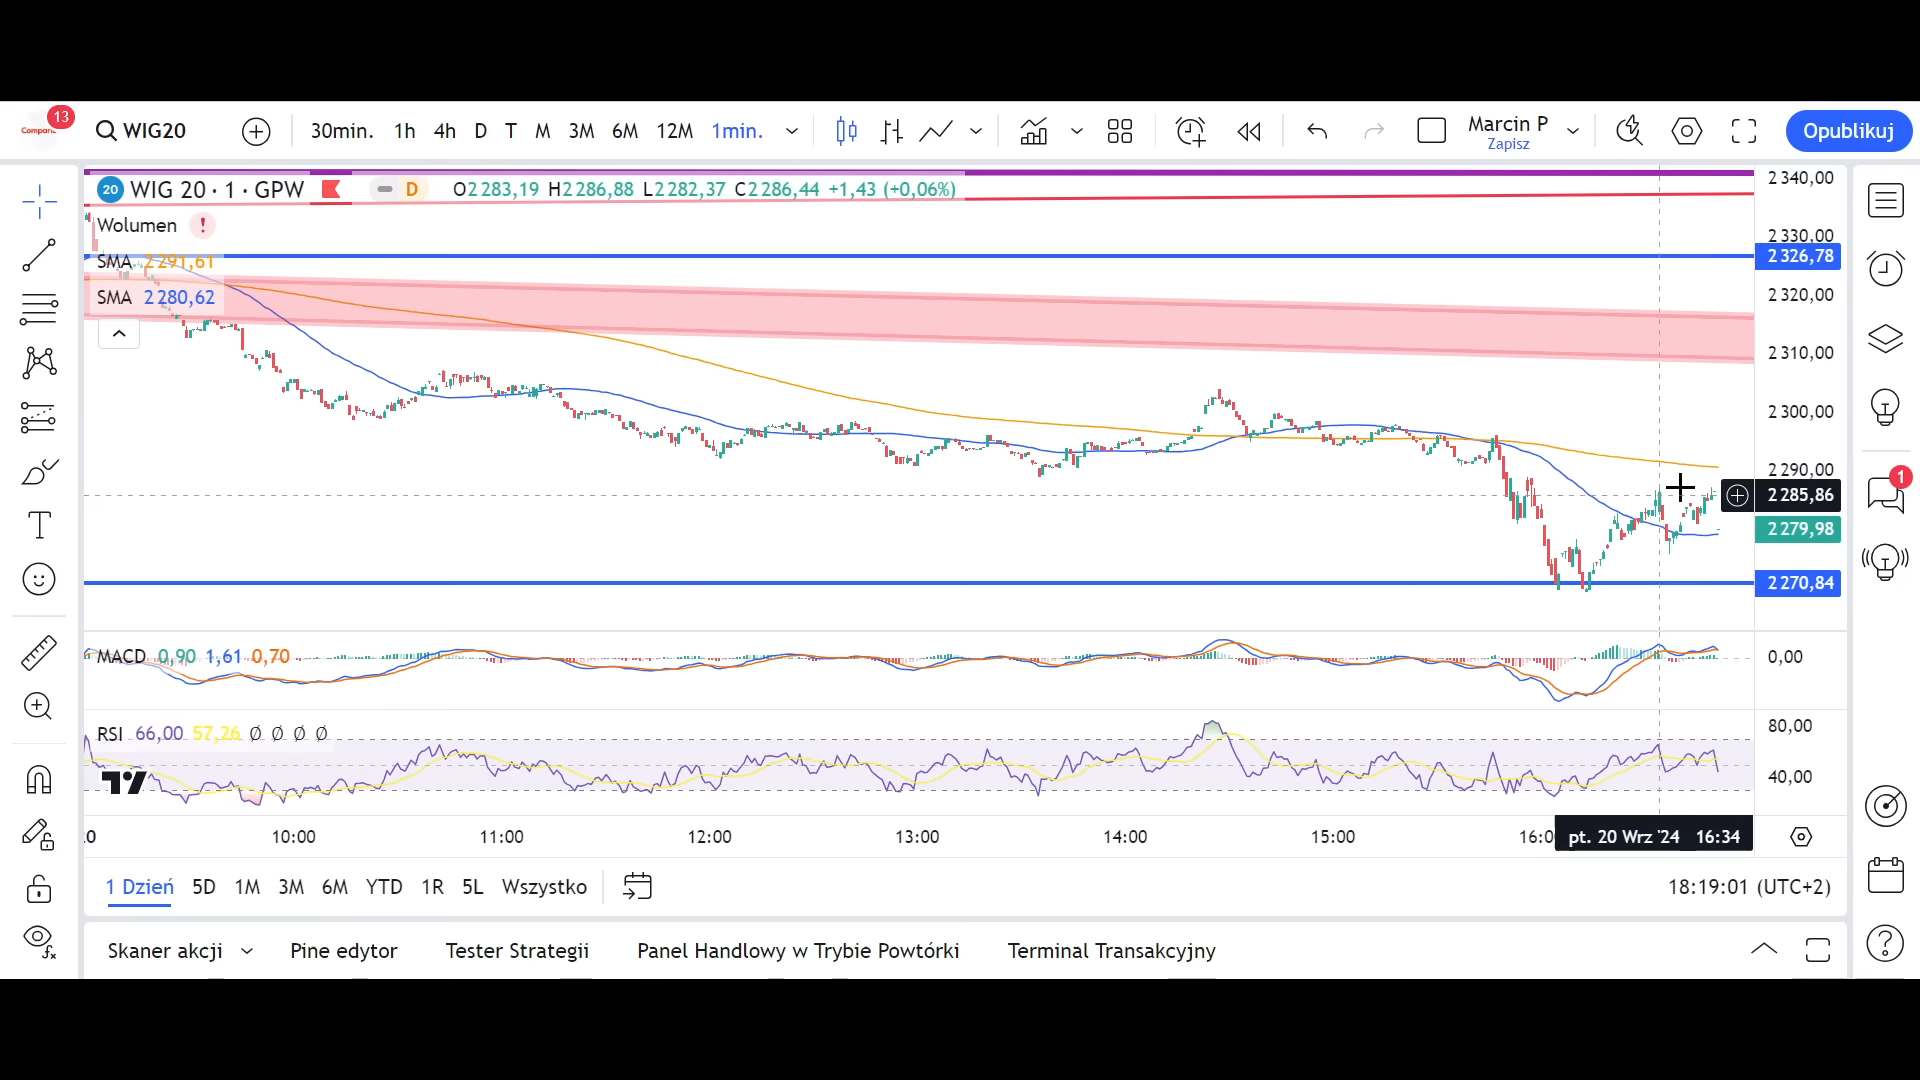 13
WIG20
30min. 1h 4h D T M 3M 6M 12M 1min.
Marcin P
Zapisz
Opublikuj
20 WIG 20 · 1 · GPW D O2 283,19 H2 286,88 L2 282,37 C2 286,44 +1,43 (+0,06%)
Wolumen !
SMA 2 291,61
SMA 2 280,62
2 340,00
2 330,00
2 326,78
2 320,00
2 310,00
2 300,00
2 290,00
2 285,86
2 279,98
2 270,84
1
MACD 0,90 1,61 0,70
0,00
RSI 66,00 57,26 Ø Ø Ø Ø
80,00
40,00
10:00 11:00 12:00 13:00 14:00 15:00 16:0
pt. 20 Wrz '24 16:34
1 Dzień 5D 1M 3M 6M YTD 1R 5L Wszystko
18:19:01 (UTC+2)
Skaner akcji Pine edytor Tester Strategii Panel Handlowy w Trybie Powtórki Terminal Transakcyjny